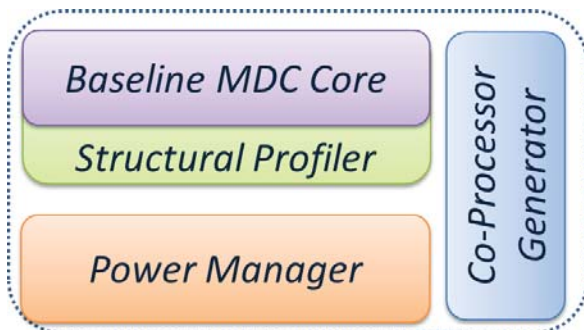 Baseline MDC Core
Structural Profiler
Power Manager
Co-Processor
Generator